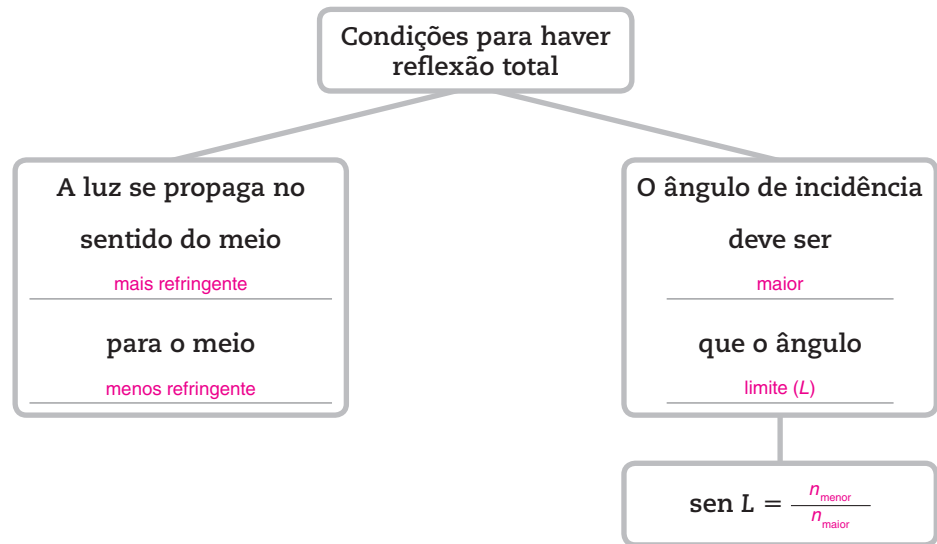 Condições para haver
reflexão total
A luz se propaga no
sentido do meio
mais refringente
para o meio
menos refringente
O ângulo de incidência
deve ser
maior
que o ângulo
limite (L)
sen L = n_menor / n_maior